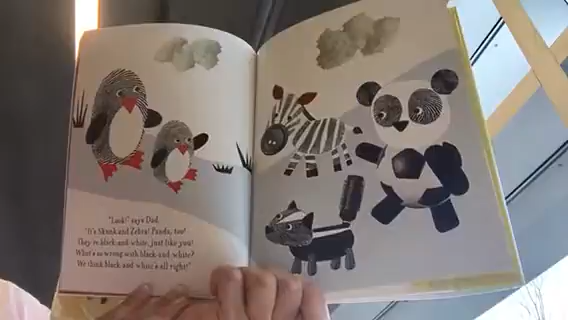 "Look!" says Dad.
"It's Skunk and Zebra! Panda, too!
They're black-and-white, just like you!
What's so wrong with black-and-white?
We think black-and-white's all right!"